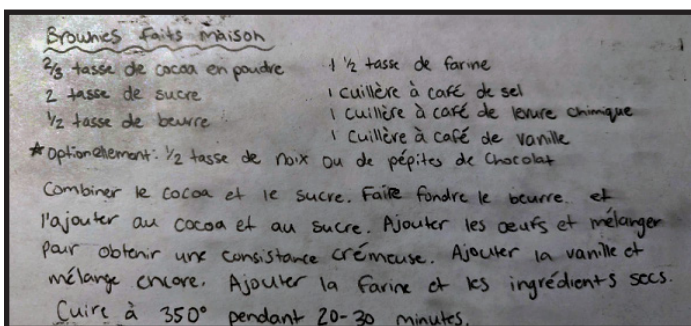 Brownies faits maison
2/3 tasse de cocoa en poudre
2 tasse de sucre
1/2 tasse de beurre
1 1/2 tasse de farine
1 cuillère à café de sel
1 cuillère à café de levure chimique
1 cuillère à café de vanille
* Optionellement: 1/2 tasse de noix ou de pépites de chocolat
Combiner le cocoa et le sucre. Faire fondre le beurre. et
l'ajouter au cocoa et au sucre. Ajouter les oeufs et mélanger
pour obtenir une consistance crémeuse. Ajouter la vanille et
mélange encore. Ajouter la farine et les ingrédients secs.
Cuire à 350° pendant 20-30 minutes.